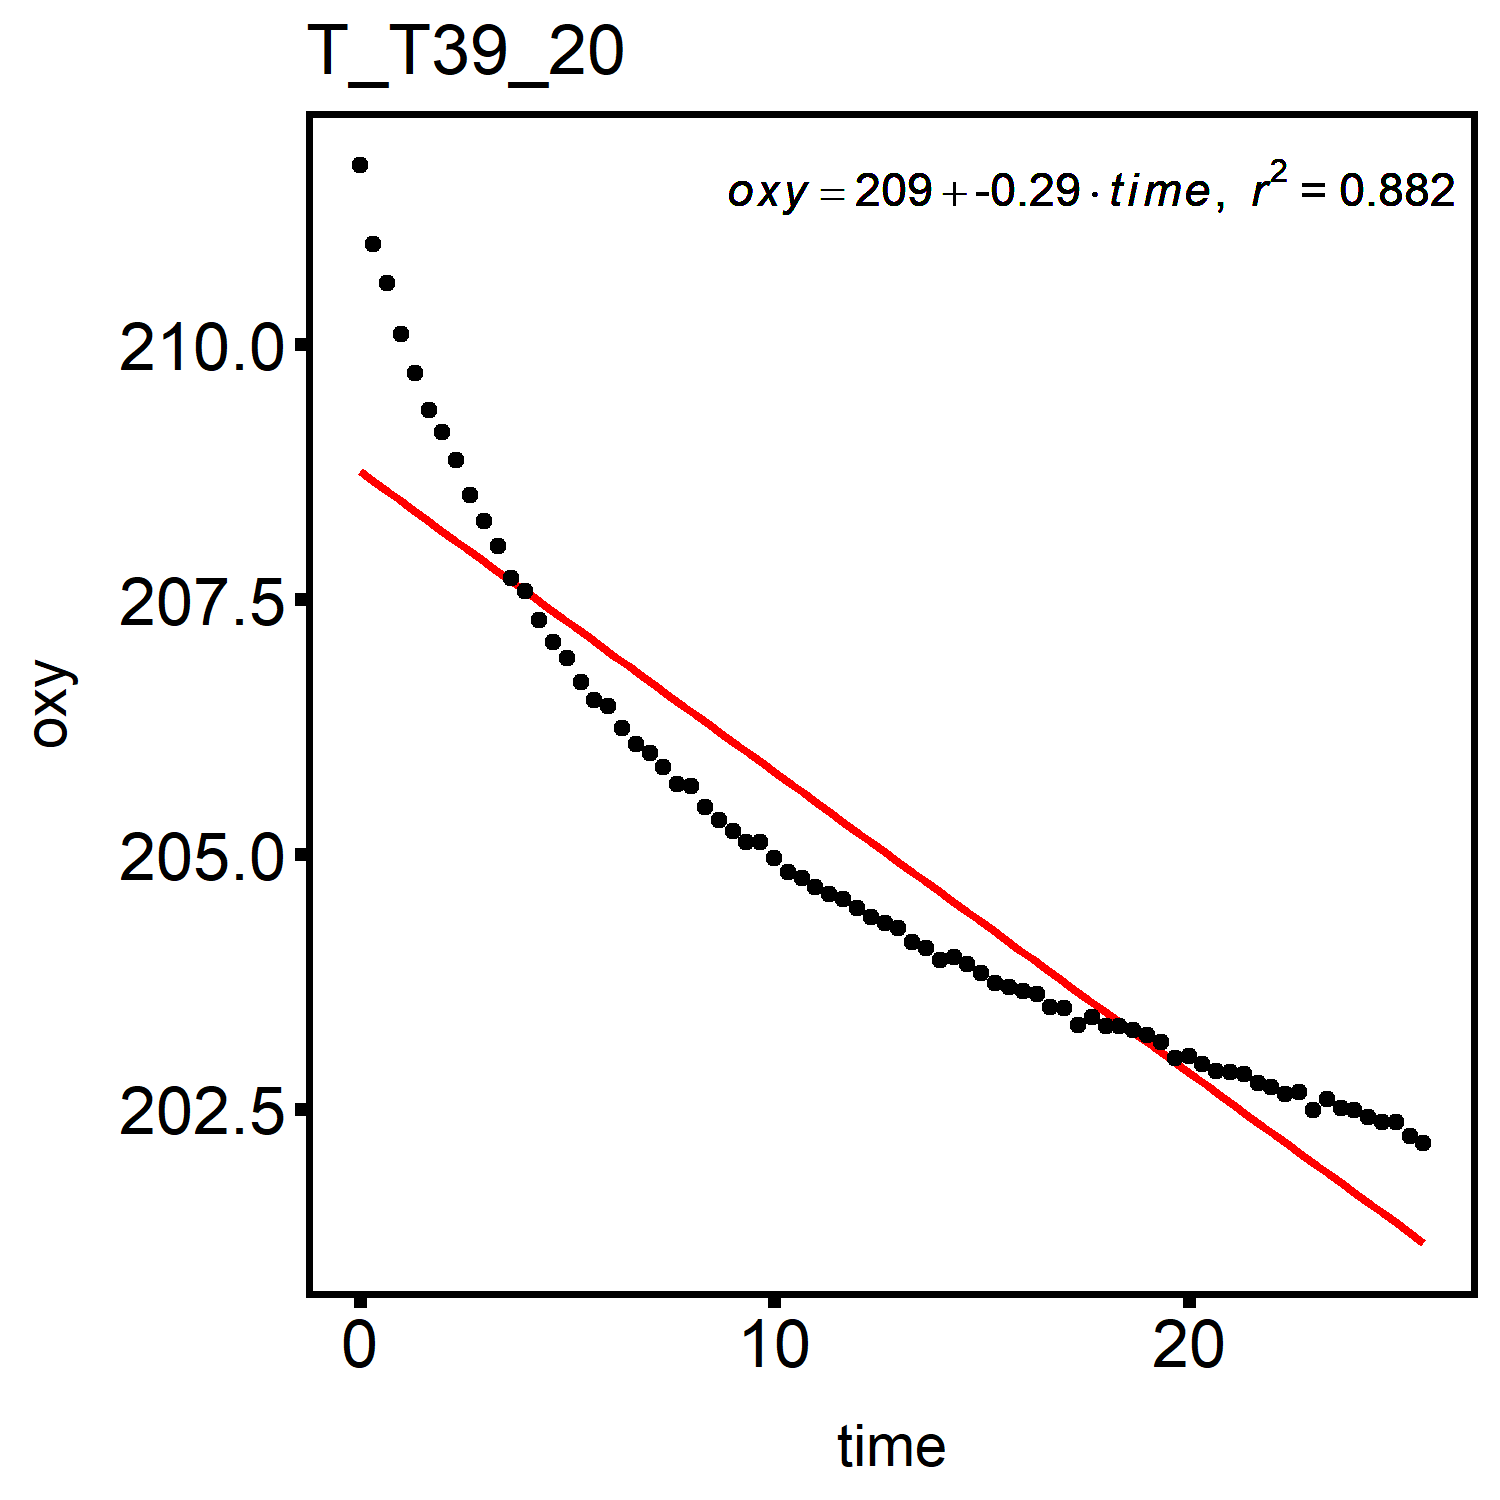 T_T39_20
oxy = 209 + -0.29 · time, r² = 0.882
210.0
207.5
205.0
202.5
oxy
0 10 20
time